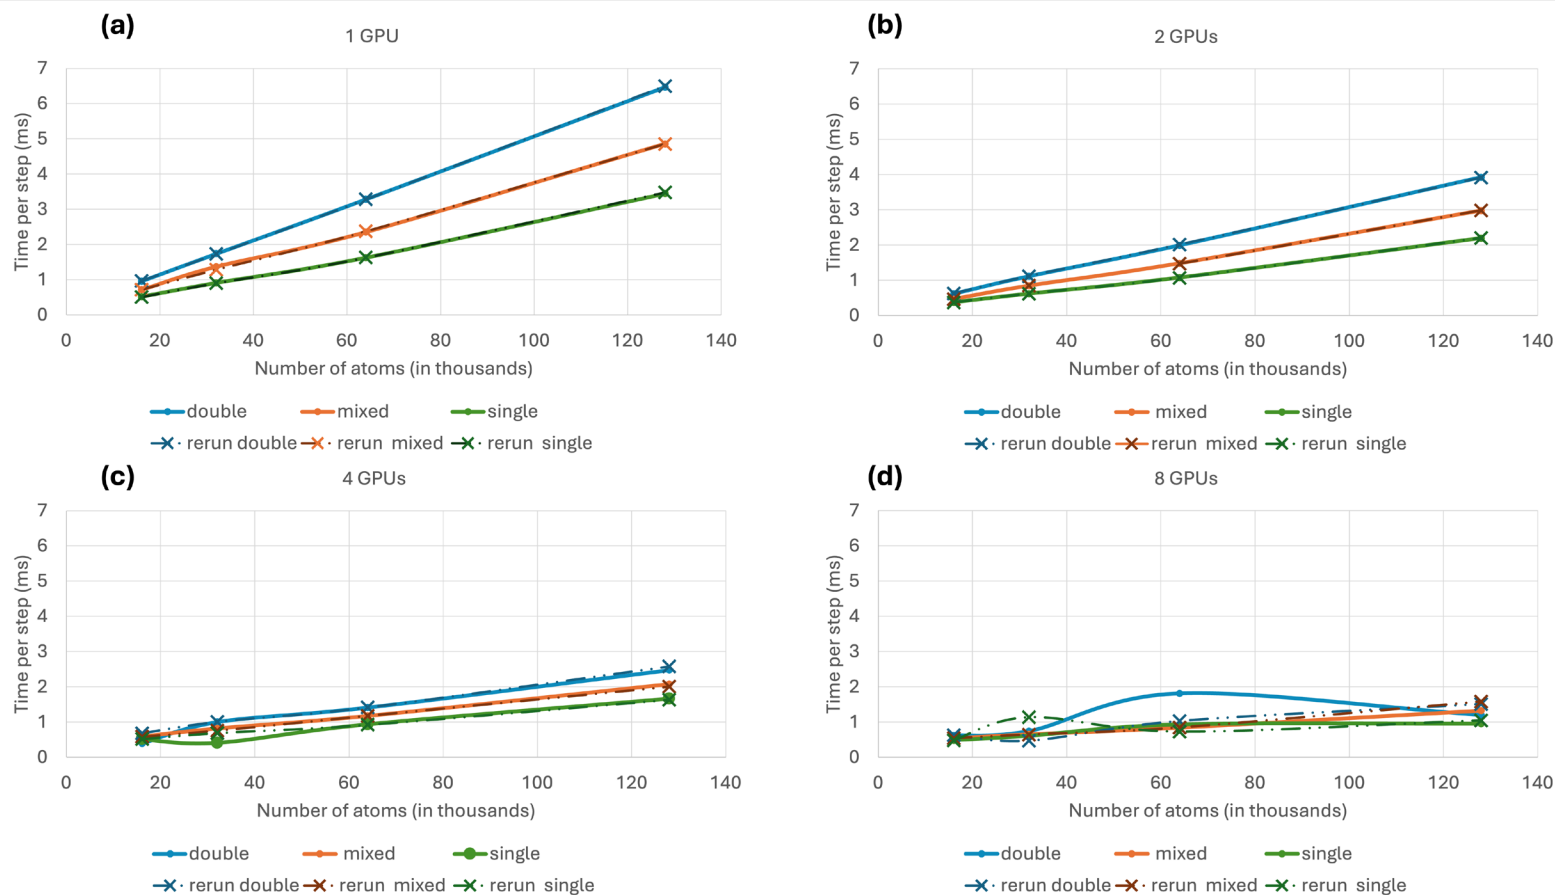 (a)
1 GPU
7
6
5
4
3
2
1
0
Time per step (ms)
0 20 40 60 80 100 120 140
Number of atoms (in thousands)
double mixed single
rerun double rerun mixed rerun single
(b)
2 GPUs
7
6
5
4
3
2
1
0
Time per step (ms)
0 20 40 60 80 100 120 140
Number of atoms (in thousands)
double mixed single
rerun double rerun mixed rerun single
(c)
4 GPUs
7
6
5
4
3
2
1
0
Time per step (ms)
0 20 40 60 80 100 120 140
Number of atoms (in thousands)
double mixed single
rerun double rerun mixed rerun single
(d)
8 GPUs
7
6
5
4
3
2
1
0
Time per step (ms)
0 20 40 60 80 100 120 140
Number of atoms (in thousands)
double mixed single
rerun double rerun mixed rerun single